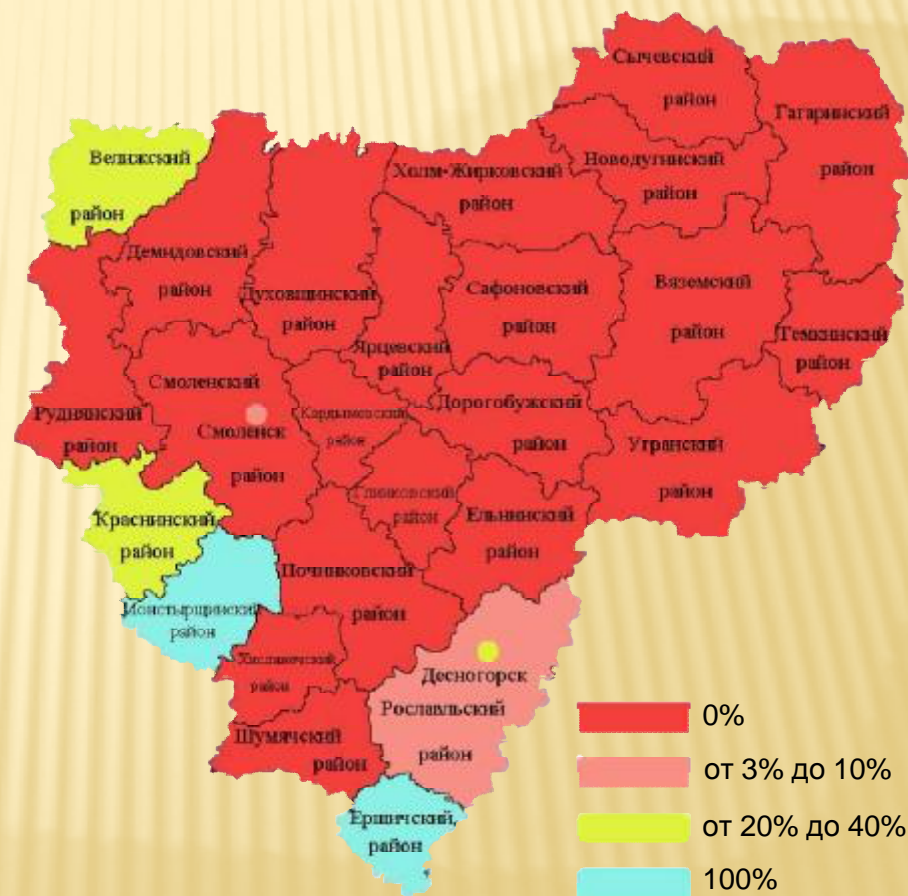 Сычевский
район
Гагаринский
район
Новодугинский
район
Холм-Жирковский
район
Велижский
район
Демидовский
район
Духовщинский
район
Ярцевский
район
Сафоновский
район
Вяземский
район
Темкинский
район
Руднянский
район
Смоленский
Смоленск
район
Кардымовский
район
Дорогобужский
район
Угранский
район
Глинковский
район
Ельнинский
район
Краснинский
район
Монстырщинский
район
Починковский
район
Хиславичский
район
Шумячский
район
Десногорск
Рославльский
район
Ершичский,
район
0%
от 3% до 10%
от 20% до 40%
100%